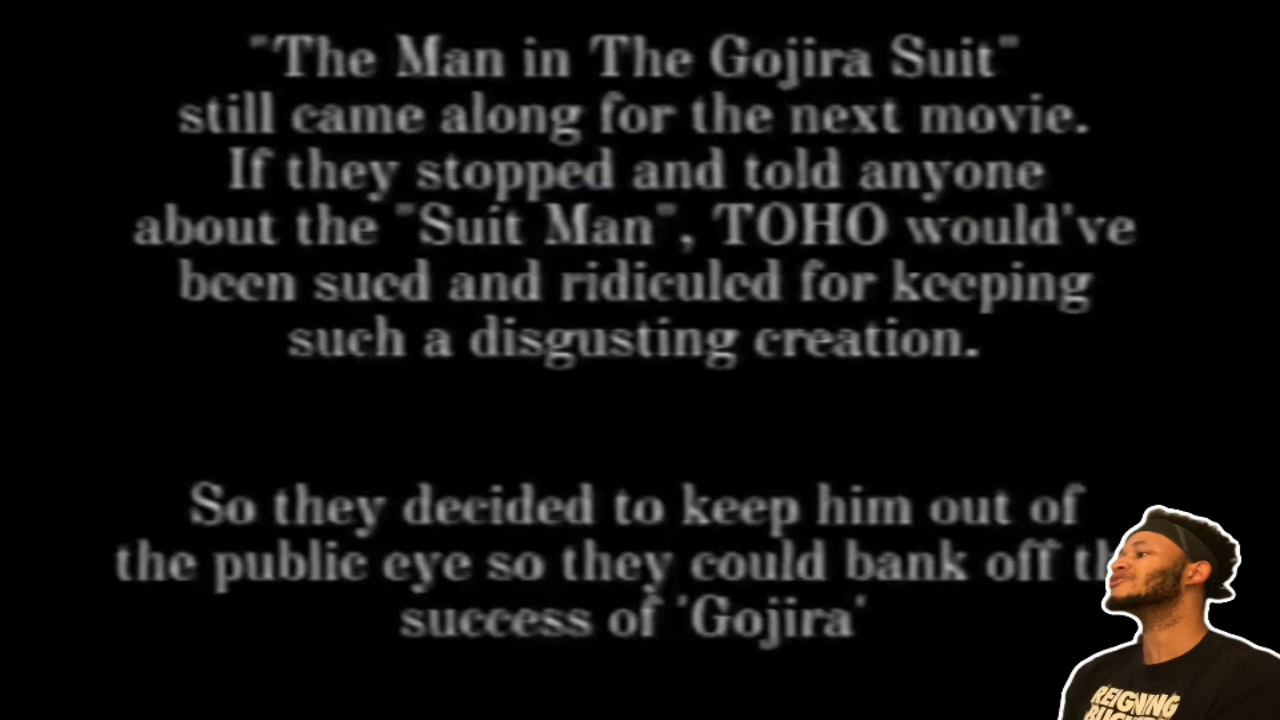 "The Man in The Gojira Suit"
still came along for the next movie.
If they stopped and told anyone
about the "Suit Man", TOHO would've
been sued and ridiculed for keeping
such a disgusting creation.
So they decided to keep him out of
the public eye so they could bank off
success of 'Gojira'
REIGNING